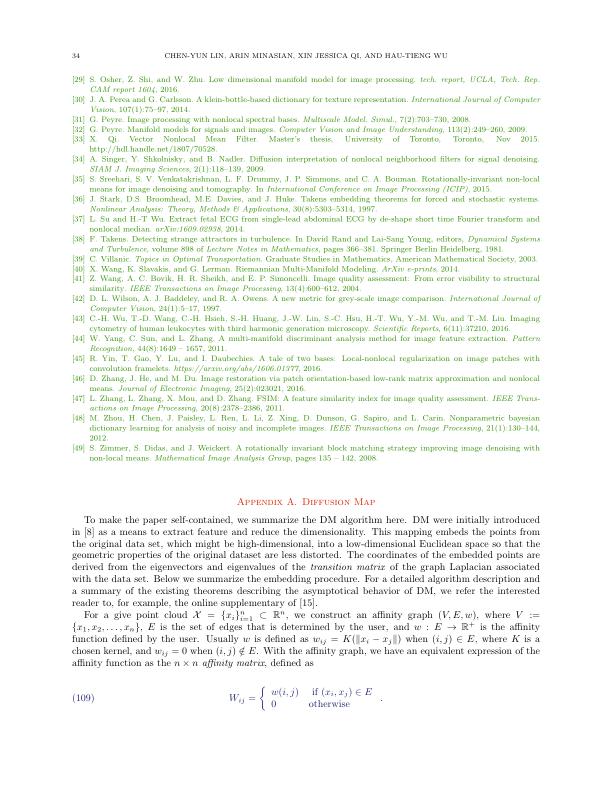 34 CHEN-YUN LIN, ARIN MINASIAN, XIN JESSICA QI, AND HAU-TIENG WU
[29] S. Osher, Z. Shi, and W. Zhu. Low dimensional manifold model for image processing. tech. report, UCLA, Tech. Rep.
CAM report 1604, 2016.
[30] J. A. Perea and G. Carlsson. A klein-bottle-based dictionary for texture representation. International Journal of Computer
Vision, 107(1):75–97, 2014.
[31] G. Peyre. Image processing with nonlocal spectral bases. Multiscale Model. Simul., 7(2):703–730, 2008.
[32] G. Peyre. Manifold models for signals and images. Computer Vision and Image Understanding, 113(2):249–260, 2009.
[33] X. Qi. Vector Nonlocal Mean Filter. Master's thesis. University of Toronto, Toronto, Nov 2015.
http://hdl.handle.net/1807/70528.
[34] A. Singer, Y. Shkolnisky, and B. Nadler. Diffusion interpretation of nonlocal neighborhood filters for signal denoising.
SIAM J. Imaging Sciences, 2(1):118–139, 2009.
[35] S. Sreehari, S. V. Venkatakrishnan, L. F. Drummy, J. P. Simmons, and C. A. Bouman. Rotationally-invariant non-local
means for image denoising and tomography. In International Conference on Image Processing (ICIP), 2015.
[36] J. Stark, D.S. Broomhead, M.E. Davies, and J. Huke. Takens embedding theorems for forced and stochastic systems.
Nonlinear Analysis: Theory, Methods & Applications, 30(8):5303–5314, 1997.
[37] L. Su and H.-T Wu. Extract fetal ECG from single-lead abdominal ECG by de-shape short time Fourier transform and
nonlocal median. arXiv:1609.02938, 2014.
[38] F. Takens. Detecting strange attractors in turbulence. In David Rand and Lai-Sang Young, editors, Dynamical Systems
and Turbulence, volume 898 of Lecture Notes in Mathematics, pages 366–381. Springer Berlin Heidelberg, 1981.
[39] C. Villanic. Topics in Optimal Transportation. Graduate Studies in Mathematics, American Mathematical Society, 2003.
[40] X. Wang, K. Slavakis, and G. Lerman. Riemannian Multi-Manifold Modeling. ArXiv e-prints, 2014.
[41] Z. Wang, A. C. Bovik, H. R. Sheikh, and E. P. Simoncelli. Image quality assessment: From error visibility to structural
similarity. IEEE Transactions on Image Processing, 13(4):600–612, 2004.
[42] D. L. Wilson, A. J. Baddeley, and R. A. Owens. A new metric for grey-scale image comparison. International Journal of
Computer Vision, 24(1):5–17, 1997.
[43] C.-H. Wu, T.-D. Wang, C.-H. Hsieh, S.-H. Huang, J.-W. Lin, S.-C. Hsu, H.-T. Wu, Y.-M. Wu, and T.-M. Liu. Imaging
cytometry of human leukocytes with third harmonic generation microscopy. Scientific Reports, 6(11):37210, 2016.
[44] W. Yang, C. Sun, and L. Zhang. A multi-manifold discriminant analysis method for image feature extraction. Pattern
Recognition, 44(8):1649 – 1657, 2011.
[45] R. Yin, T. Gao, Y. Lu, and I. Daubechies. A tale of two bases: Local-nonlocal regularization on image patches with
convolution framelets. https://arxiv.org/abs/1606.01377, 2016.
[46] D. Zhang, J. He, and M. Du. Image restoration via patch orientation-based low-rank matrix approximation and nonlocal
means. Journal of Electronic Imaging, 25(2):023021, 2016.
[47] L. Zhang, L. Zhang, X. Mou, and D. Zhang. FSIM: A feature similarity index for image quality assessment. IEEE Trans-
actions on Image Processing, 20(8):2378–2386, 2011.
[48] M. Zhou, H. Chen, J. Paisley, L. Ren, L. Li, Z. Xing, D. Dunson, G. Sapiro, and L. Carin. Nonparametric bayesian
dictionary learning for analysis of noisy and incomplete images. IEEE Transactions on Image Processing, 21(1):130–144,
2012.
[49] S. Zimmer, S. Didas, and J. Weickert. A rotationally invariant block matching strategy improving image denoising with
non-local means. Mathematical Image Analysis Group, pages 135 – 142, 2008.
Appendix A. Diffusion Map
To make the paper self-contained, we summarize the DM algorithm here. DM were initially introduced
in [8] as a means to extract feature and reduce the dimensionality. This mapping embeds the points from
the original data set, which might be high-dimensional, into a low-dimensional Euclidean space so that the
geometric properties of the original dataset are less distorted. The coordinates of the embedded points are
derived from the eigenvectors and eigenvalues of the transition matrix of the graph Laplacian associated
with the data set. Below we summarize the embedding procedure. For a detailed algorithm description and
a summary of the existing theorems describing the asymptotical behavior of DM, we refer the interested
reader to, for example, the online supplementary of [15].
For a give point cloud 𝒳 = {xᵢ}ⁿᵢ₌₁ ⊂ ℝⁿ, we construct an affinity graph (V, E, w), where V :=
{x₁, x₂, . . . , xₙ}, E is the set of edges that is determined by the user, and w : E → ℝ⁺ is the affinity
function defined by the user. Usually w is defined as wᵢⱼ = K(‖xᵢ − xⱼ‖) when (i, j) ∈ E, where K is a
chosen kernel, and wᵢⱼ = 0 when (i, j) ∉ E. With the affinity graph, we have an equivalent expression of the
affinity function as the n × n affinity matrix, defined as
(109) Wᵢⱼ = { w(i, j) if (xᵢ, xⱼ) ∈ E
0 otherwise .